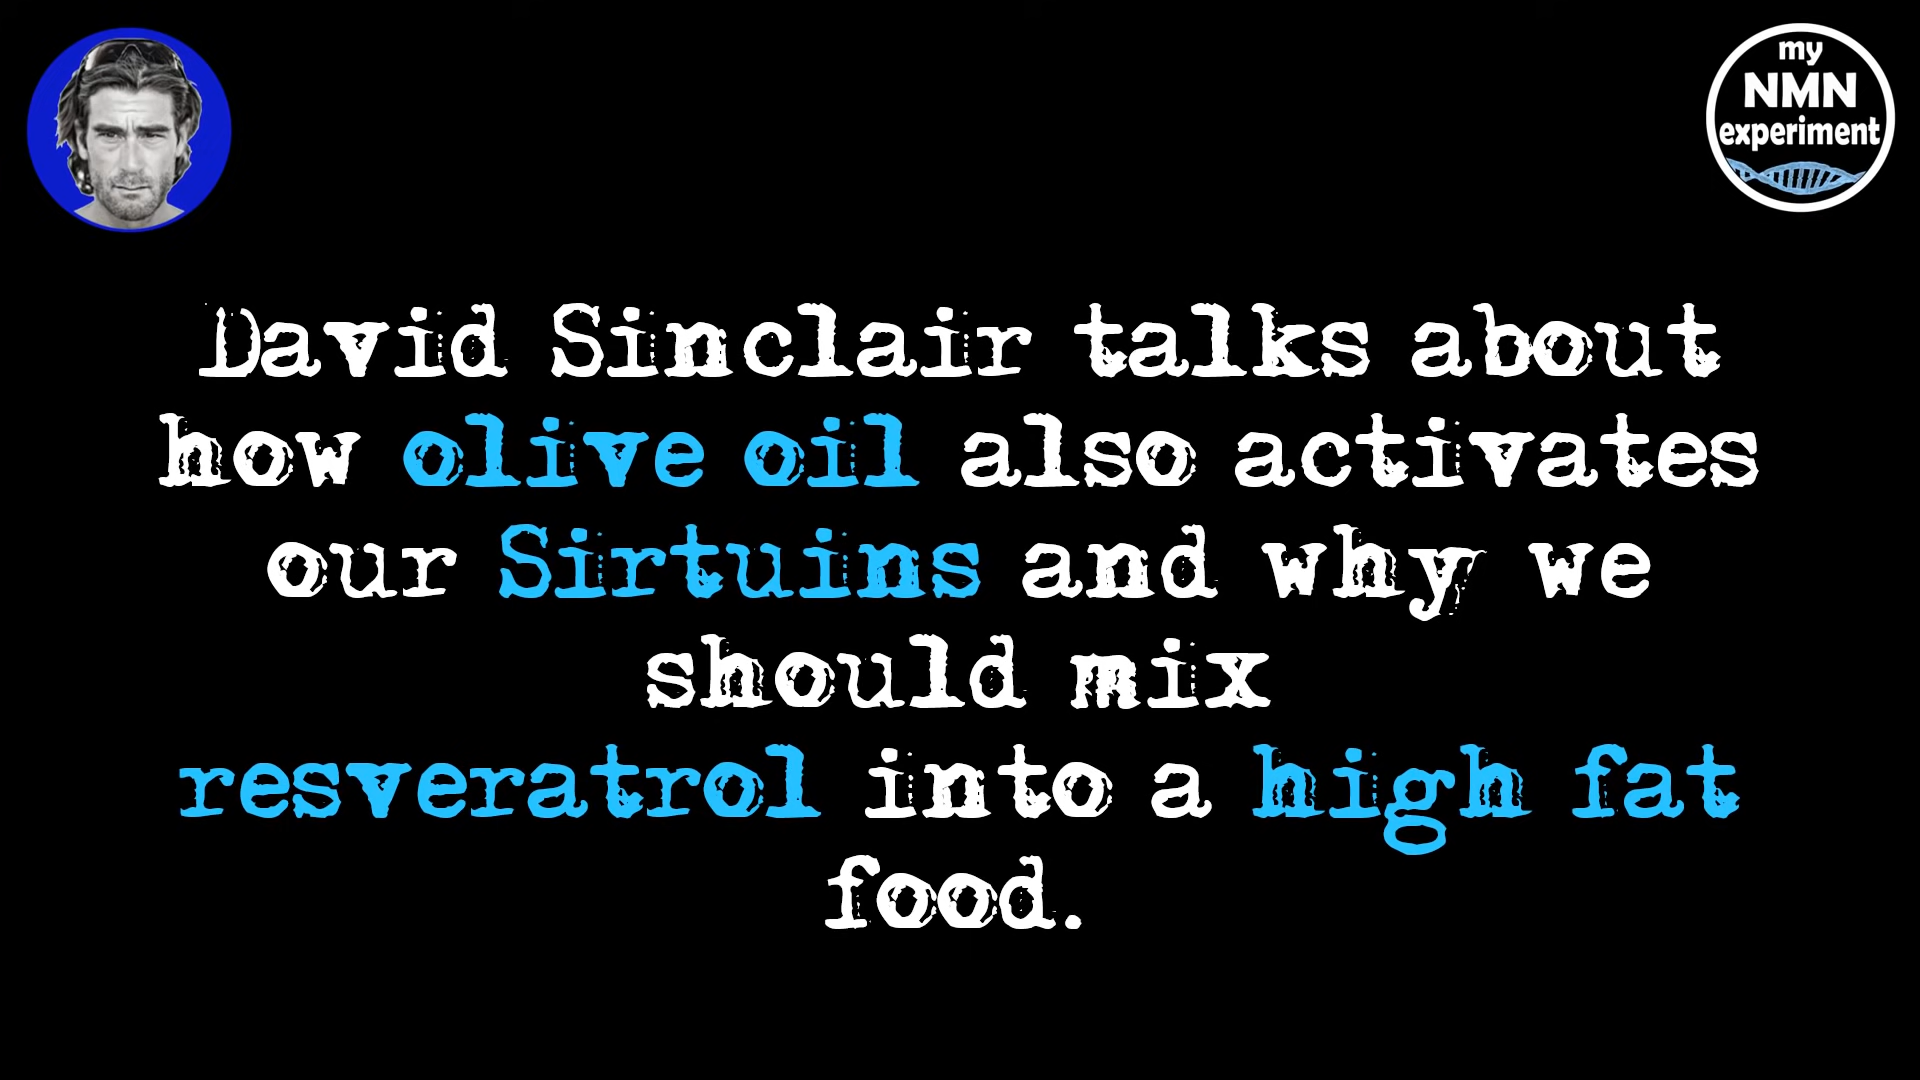 my
NMN
experiment
David Sinclair talks about
how olive oil also activates
our Sirtuins and why we
should mix
resveratrol into a high fat
food.